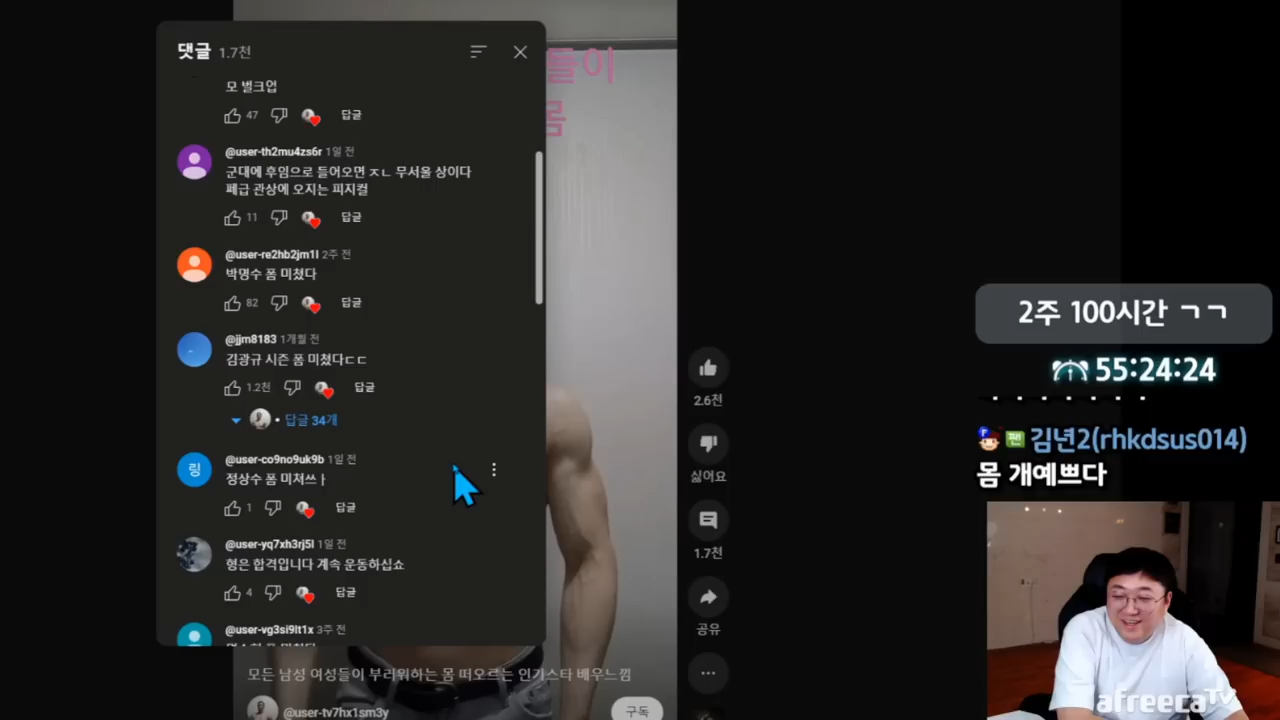 댓글 1.7천
모 벌크업
47 답글
@user-th2mu4zs6r 1일 전
군대에 후임으로 들어오면 ㅈㄴ 무서울 상이다
폐급 관상에 오지는 피지컬
11 답글
@user-re2hb2jm1l 2주 전
박명수 폼 미쳤다
82 답글
@jjm8183 1개월 전
김광규 시즌 폼 미쳤다ㄷㄷ
1.2천 답글
답글 34개
링
@user-co9no9uk9b 1일 전
정상수 폼 미쳐쓰ㅏ
1 답글
@user-yq7xh3rj5l 1일 전
형은 합격입니다 계속 운동하십쇼
4 답글
@user-vg3si9lt1x 3주 전
들이
몸
2.6천
싫어요
1.7천
공유
모든 남성 여성들이 부리워하는 몸 떠오르는 인기스타 배우느낌
@user-tv7hx1sm3y 구독
2주 100시간 ㄱㄱ
55:24:24
팬 김년2(rhkdsus014)
몸 개예쁘다
afreecaTV